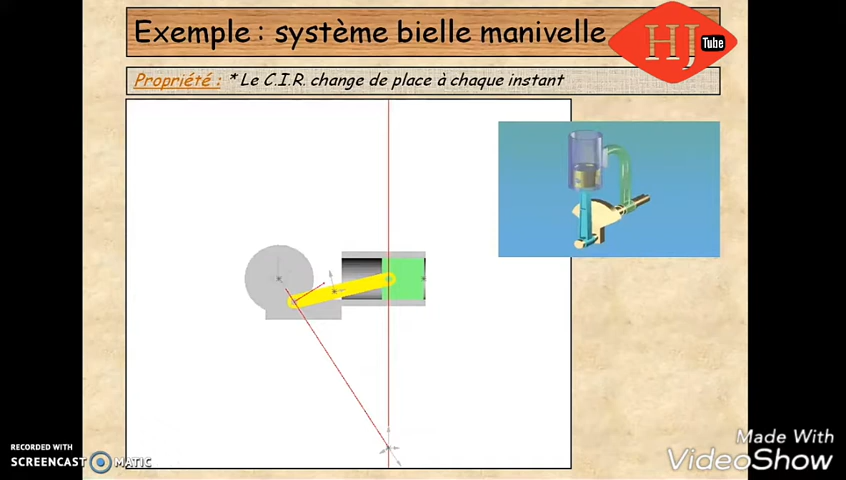 Exemple : système bielle manivelle
HJ Tube
Propriété : * Le C.I.R. change de place à chaque instant
RECORDED WITH
SCREENCAST MATIC
Made With
VideoShow